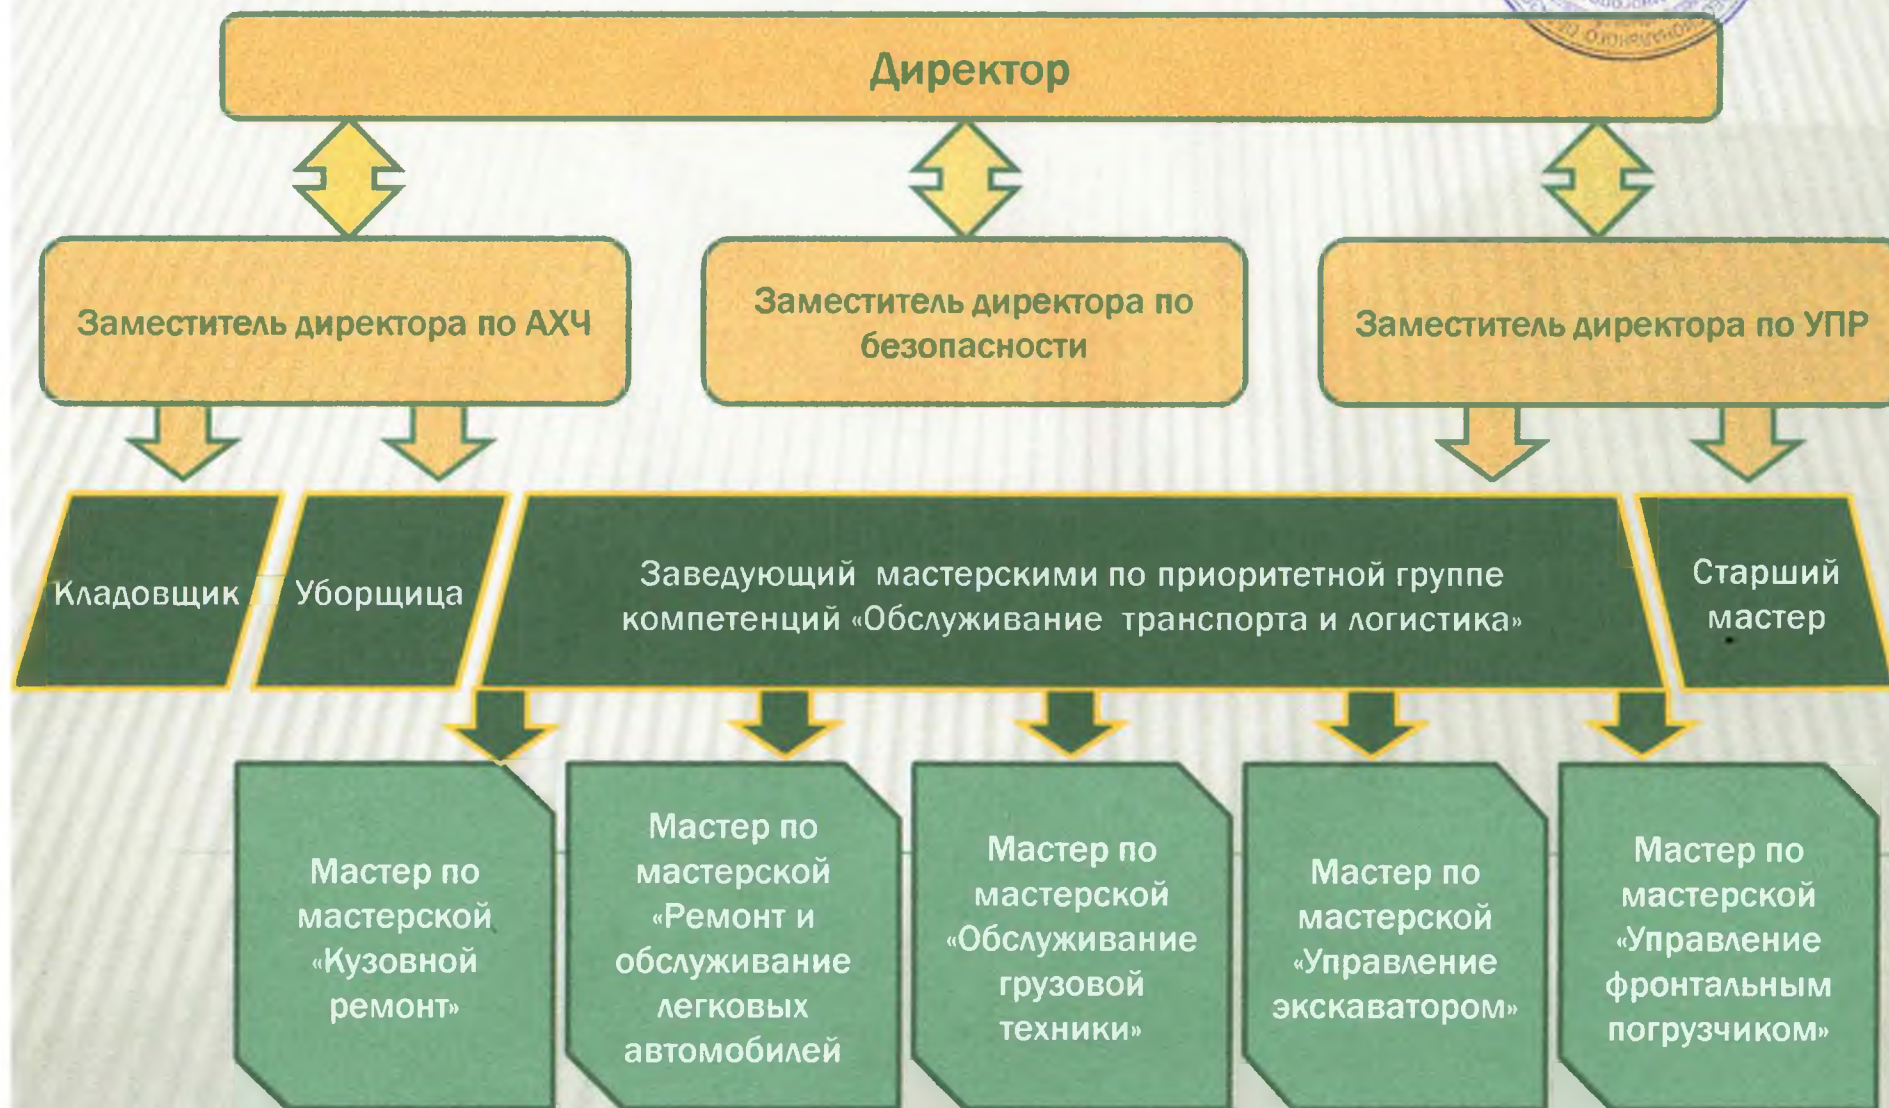 Директор
Заместитель директора по АХЧ
Заместитель директора по
безопасности
Заместитель директора по УПР
Кладовщик
Уборщица
Заведующий мастерскими по приоритетной группе
компетенций «Обслуживание транспорта и логистика»
Старший
мастер
Мастер по
мастерской
«Кузовной
ремонт»
Мастер по
мастерской
«Ремонт и
обслуживание
легковых
автомобилей
Мастер по
мастерской
«Обслуживание
грузовой
техники»
Мастер по
мастерской
«Управление
экскаватором»
Мастер по
мастерской
«Управление
фронтальным
погрузчиком»